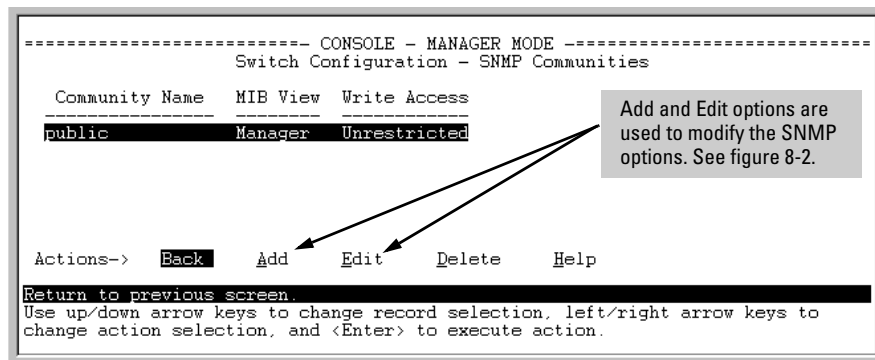 ===========================– CONSOLE – MANAGER MODE –============================
Switch Configuration – SNMP Communities
Community Name MIB View Write Access
---------------- -------- ------------
public Manager Unrestricted
Add and Edit options are
used to modify the SNMP
options. See figure 8-2.
Actions–> Back Add Edit Delete Help
Return to previous screen.
Use up/down arrow keys to change record selection, left/right arrow keys to
change action selection, and <Enter> to execute action.